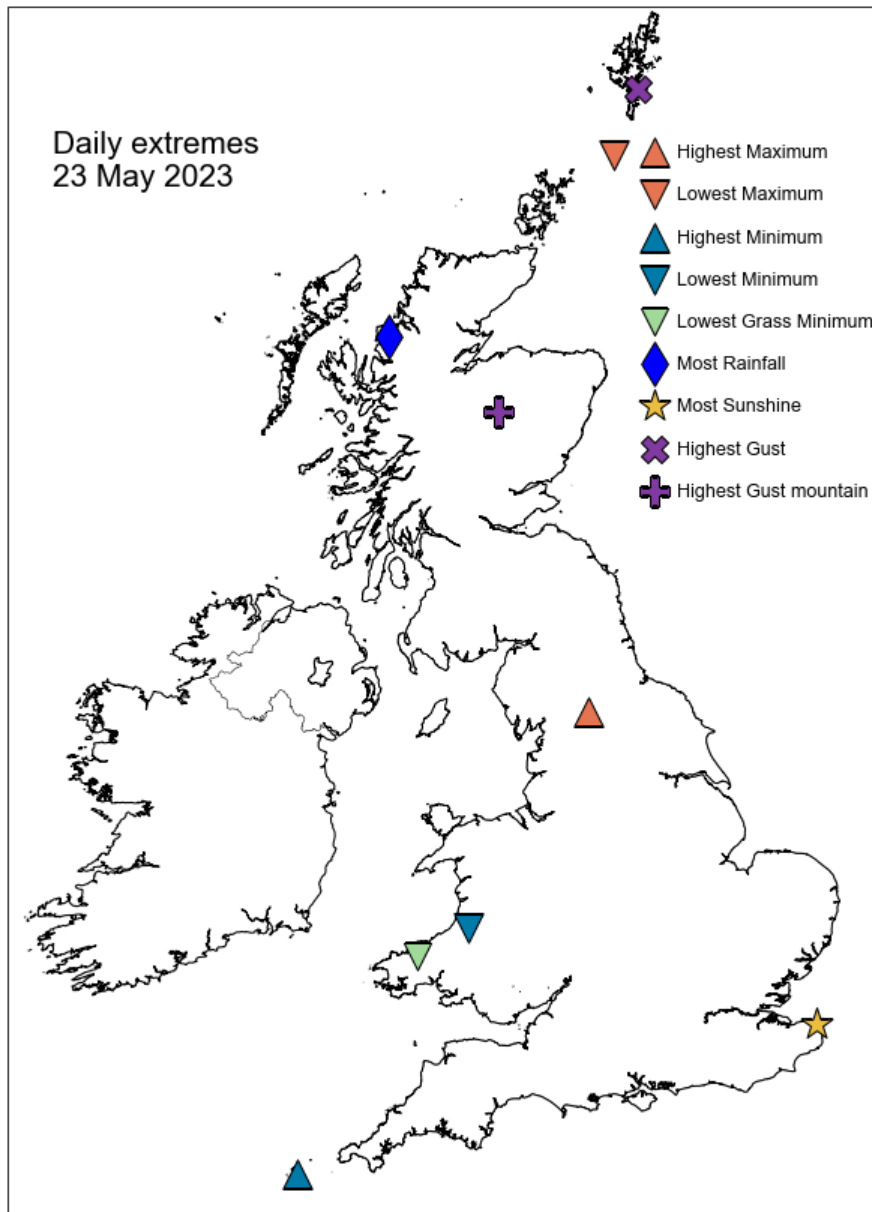 Daily extremes
23 May 2023
Highest Maximum
Lowest Maximum
Highest Minimum
Lowest Minimum
Lowest Grass Minimum
Most Rainfall
Most Sunshine
Highest Gust
Highest Gust mountain